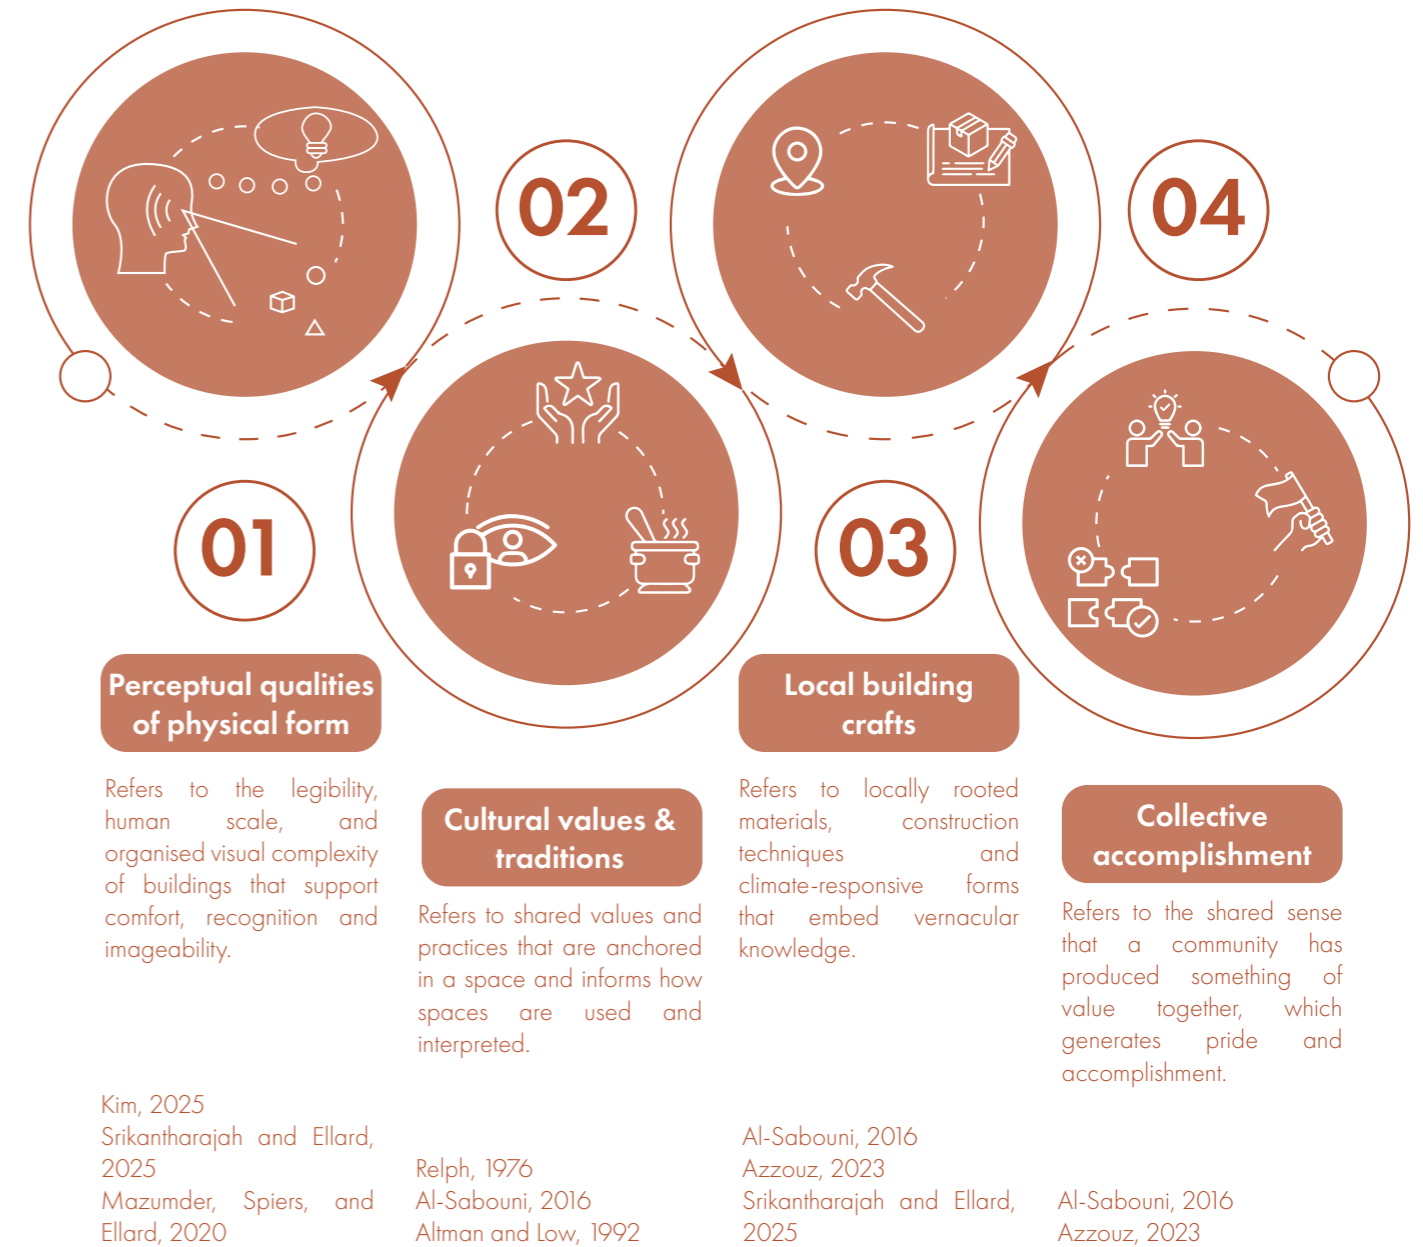 01
Perceptual qualities
of physical form
Refers to the legibility,
human scale, and
organised visual complexity
of buildings that support
comfort, recognition and
imageability.
Kim, 2025
Srikantharajah and Ellard,
2025
Mazumder, Spiers, and
Ellard, 2020
02
Cultural values &
traditions
Refers to shared values and
practices that are anchored
in a space and informs how
spaces are used and
interpreted.
Relph, 1976
Al-Sabouni, 2016
Altman and Low, 1992
03
Local building
crafts
Refers to locally rooted
materials, construction
techniques and
climate-responsive forms
that embed vernacular
knowledge.
Al-Sabouni, 2016
Azzouz, 2023
Srikantharajah and Ellard,
2025
04
Collective
accomplishment
Refers to the shared sense
that a community has
produced something of
value together, which
generates pride and
accomplishment.
Al-Sabouni, 2016
Azzouz, 2023